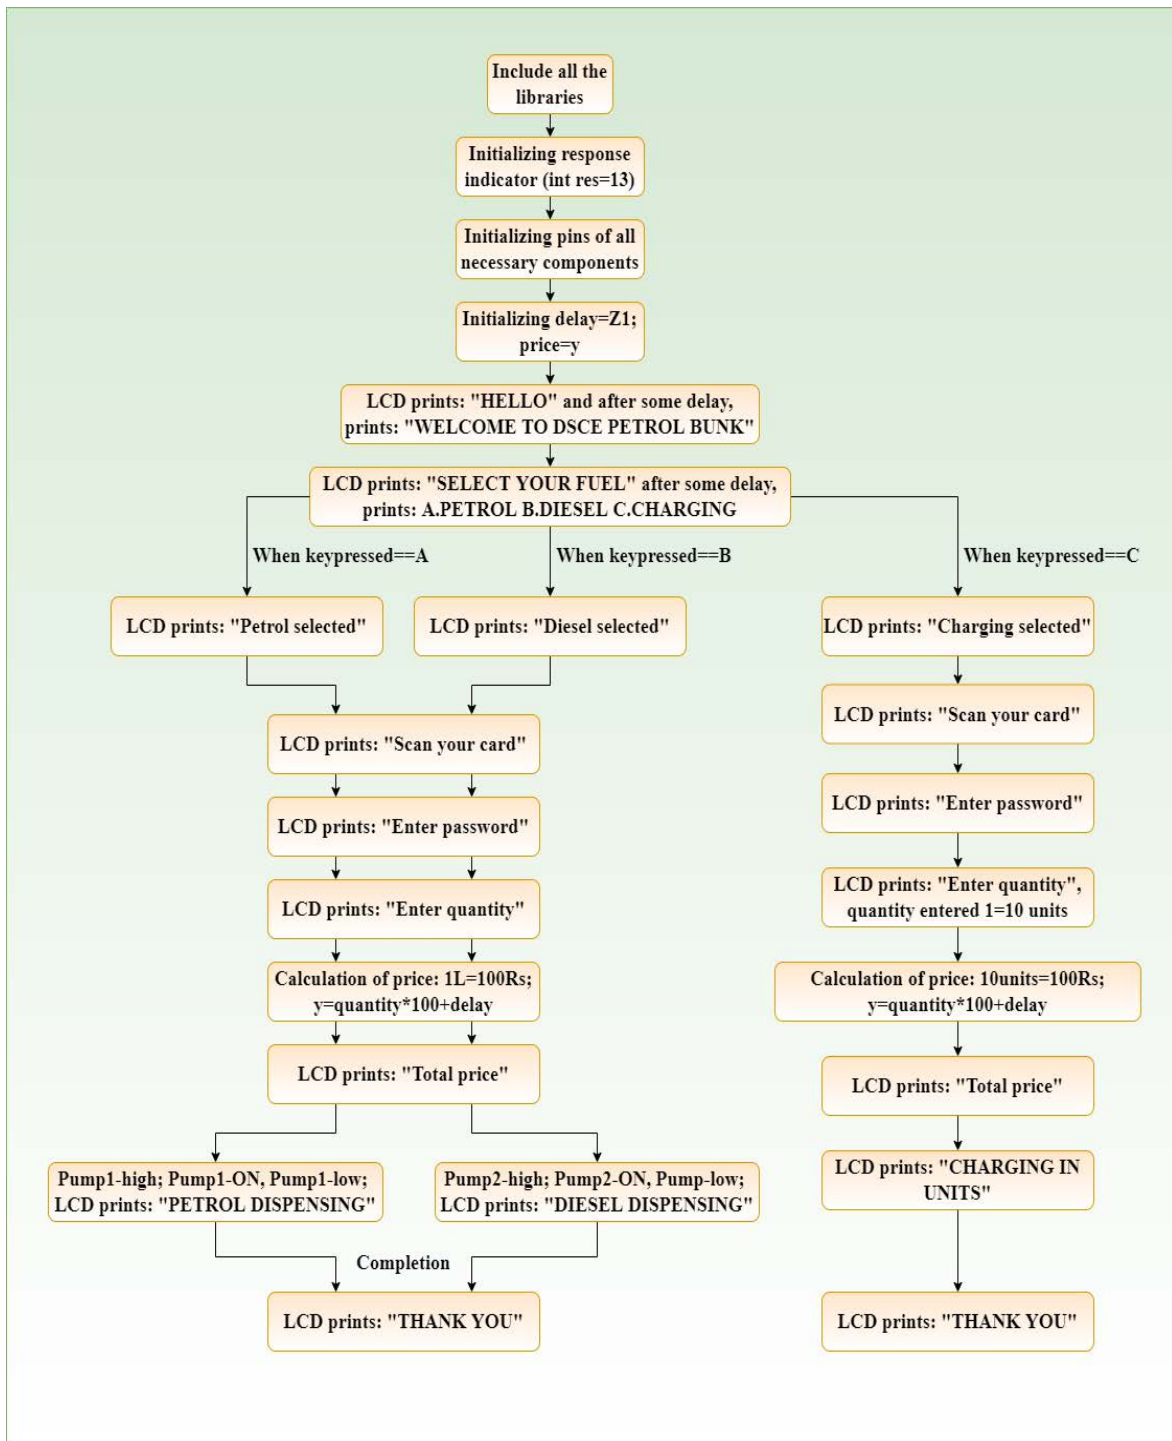 Include all the
libraries
Initializing response
indicator (int res=13)
Initializing pins of all
necessary components
Initializing delay=Z1;
price=y
LCD prints: "HELLO" and after some delay,
prints: "WELCOME TO DSCE PETROL BUNK"
LCD prints: "SELECT YOUR FUEL" after some delay,
prints: A.PETROL B.DIESEL C.CHARGING
When keypressed==A
When keypressed==B
When keypressed==C
LCD prints: "Petrol selected"
LCD prints: "Diesel selected"
LCD prints: "Charging selected"
LCD prints: "Scan your card"
LCD prints: "Scan your card"
LCD prints: "Enter password"
LCD prints: "Enter password"
LCD prints: "Enter quantity"
LCD prints: "Enter quantity",
quantity entered 1=10 units
Calculation of price: 1L=100Rs;
y=quantity*100+delay
Calculation of price: 10units=100Rs;
y=quantity*100+delay
LCD prints: "Total price"
LCD prints: "Total price"
Pump1-high; Pump1-ON, Pump1-low;
LCD prints: "PETROL DISPENSING"
Pump2-high; Pump2-ON, Pump-low;
LCD prints: "DIESEL DISPENSING"
LCD prints: "CHARGING IN
UNITS"
Completion
LCD prints: "THANK YOU"
LCD prints: "THANK YOU"